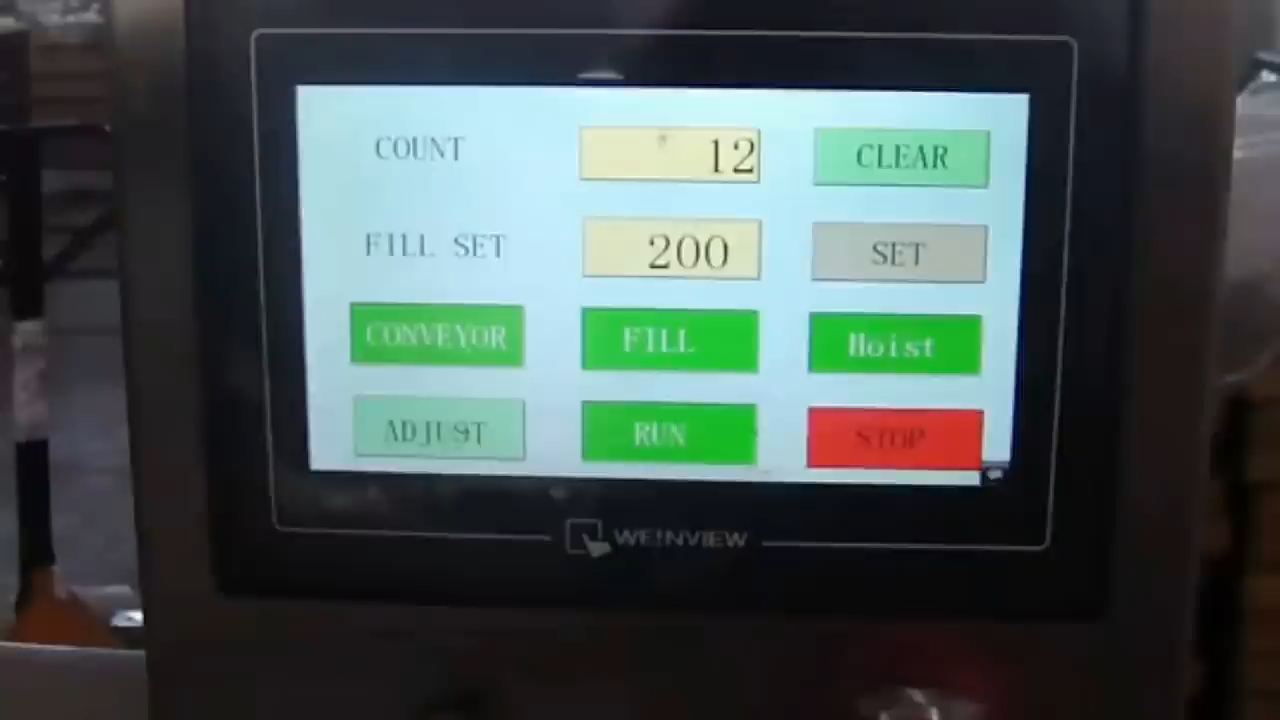 COUNT 12 CLEAR
FILL SET 200 SET
CONVEYOR FILL Hoist
ADJUST RUN STOP
WEINVIEW